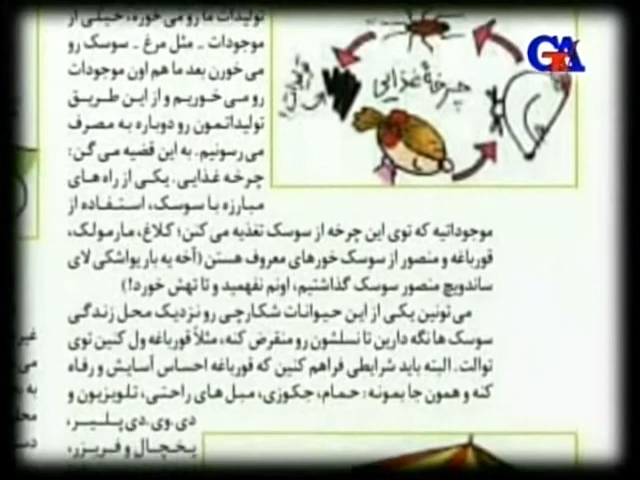 تولیدات ما رو می خوره، خیلی از
موجودات - مثل مرغ - سوسک رو
می خورن بعد ما هم اون موجودات
رو می خوریم و از این طریق
تولیداتمون رو دوباره به مصرف
می رسونیم. به این قضیه می گن:
چرخه غذایی. یکی از راه های
مبارزه با سوسک، استفاده از
موجوداتیه که توی این چرخه از سوسک تغذیه می کنن؛ کلاغ، مارمولک،
قورباغه و منصور از سوسک خورهای معروف هستن (آخه یه بار یواشکی لای
ساندویچ منصور سوسک گذاشتیم، اونم نفهمید و تا تهش خورد!)
می تونین یکی از این حیوانات شکارچی رو نزدیک محل زندگی
سوسک ها نگه دارین تا نسلشون رو منقرض کنه، مثلاً قورباغه ول کنین توی
توالت. البته باید شرایطی فراهم کنین که قورباغه احساس آسایش و رفاه
کنه و همون جا بمونه: حمام، جکوزی، مبل های راحتی، تلویزیون و
دی.وی.دی پلیر،
یخچال و فریزر،
چرخهٔ غذایی
تولیدات!
GTA
غیر
می
به